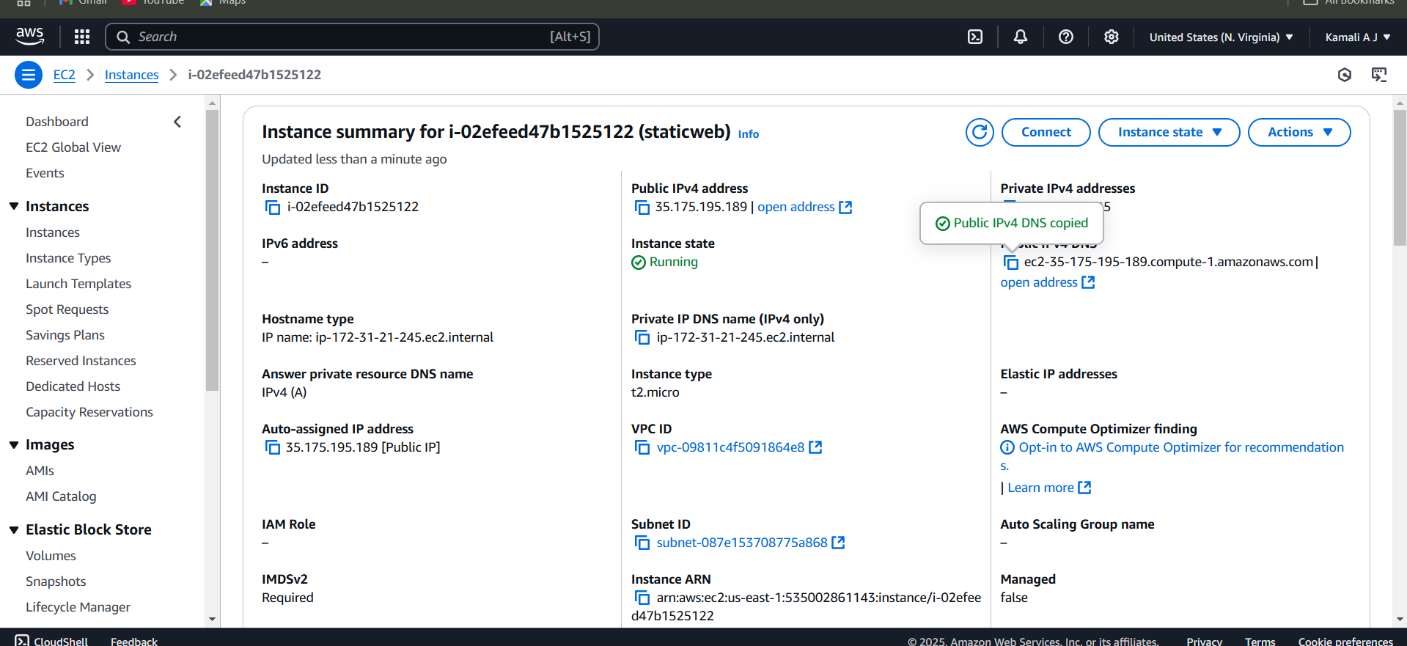 Gmail YouTube Maps All Bookmarks
aws Search [Alt+S] United States (N. Virginia) ▼ Kamali A J ▼
EC2 > Instances > i-02efeed47b1525122
Dashboard
EC2 Global View
Events
Instances
Instances
Instance Types
Launch Templates
Spot Requests
Savings Plans
Reserved Instances
Dedicated Hosts
Capacity Reservations
Images
AMIs
AMI Catalog
Elastic Block Store
Volumes
Snapshots
Lifecycle Manager
Instance summary for i-02efeed47b1525122 (staticweb) Info
Updated less than a minute ago
Connect
Instance state ▼
Actions ▼
Instance ID
i-02efeed47b1525122
Public IPv4 address
35.175.195.189 | open address
Private IPv4 addresses
5
Public IPv4 DNS copied
IPv6 address
–
Instance state
Running
Public IPv4 DNS
ec2-35-175-195-189.compute-1.amazonaws.com |
open address
Hostname type
IP name: ip-172-31-21-245.ec2.internal
Private IP DNS name (IPv4 only)
ip-172-31-21-245.ec2.internal
Answer private resource DNS name
IPv4 (A)
Instance type
t2.micro
Elastic IP addresses
–
Auto-assigned IP address
35.175.195.189 [Public IP]
VPC ID
vpc-09811c4f5091864e8
AWS Compute Optimizer finding
Opt-in to AWS Compute Optimizer for recommendation
s.
| Learn more
IAM Role
–
Subnet ID
subnet-087e153708775a868
Auto Scaling Group name
–
IMDSv2
Required
Instance ARN
arn:aws:ec2:us-east-1:535002861143:instance/i-02efee
d47b1525122
Managed
false
CloudShell Feedback © 2025, Amazon Web Services, Inc. or its affiliates. Privacy Terms Cookie preferences